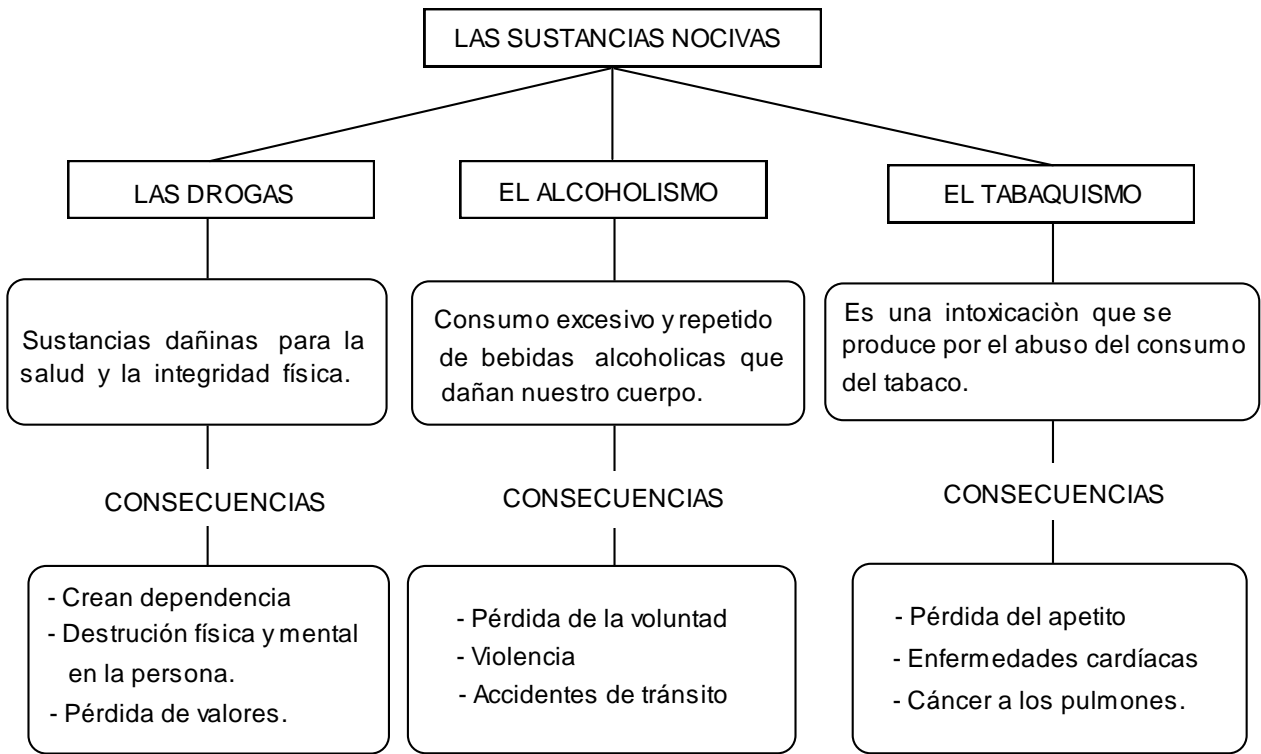 LAS SUSTANCIAS NOCIVAS
LAS DROGAS
EL ALCOHOLISMO
EL TABAQUISMO
Sustancias dañinas para la
salud y la integridad física.
Consumo excesivo y repetido
de bebidas alcoholicas que
dañan nuestro cuerpo.
Es una intoxicaciòn que se
produce por el abuso del consumo
del tabaco.
CONSECUENCIAS
CONSECUENCIAS
CONSECUENCIAS
- Crean dependencia
- Destrución física y mental
en la persona.
- Pérdida de valores.
- Pérdida de la voluntad
- Violencia
- Accidentes de tránsito
- Pérdida del apetito
- Enfermedades cardíacas
- Cáncer a los pulmones.